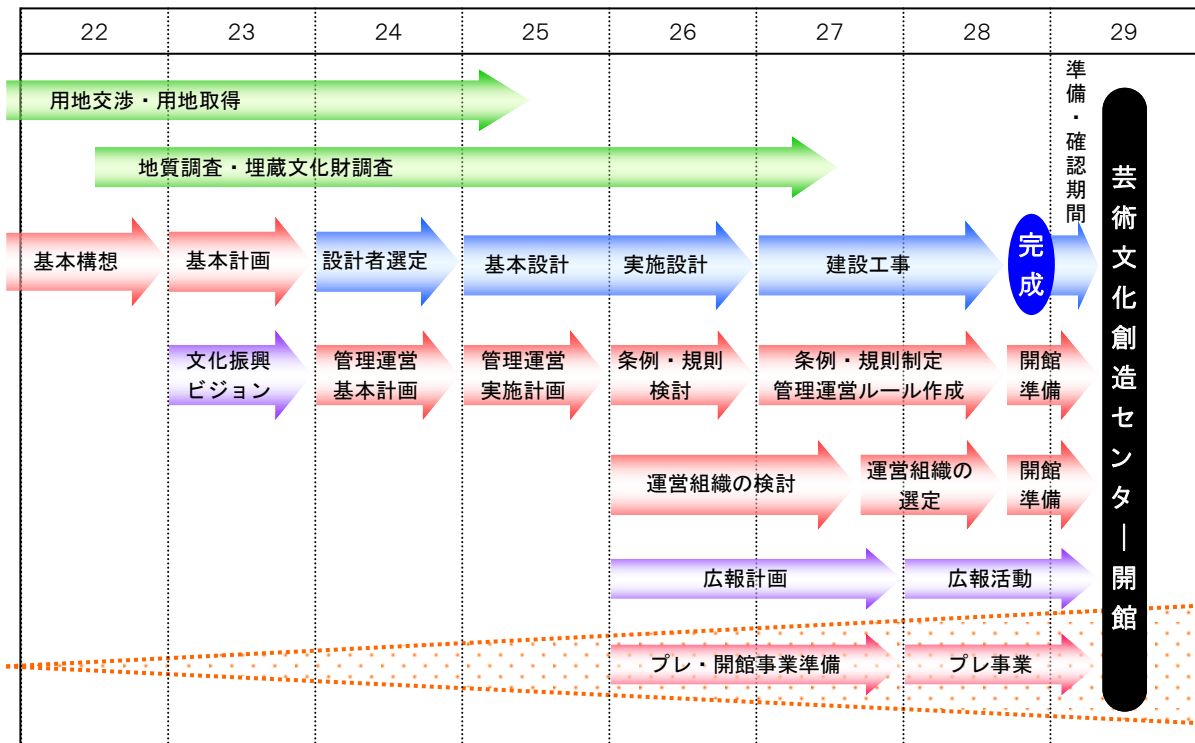 22 23 24 25 26 27 28 29
用地交渉・用地取得
準備・確認期間
地質調査・埋蔵文化財調査
基本構想
基本計画
設計者選定
基本設計 実施設計
建設工事
完成
芸術文化創造センター開館
文化振興
ビジョン
管理運営
基本計画
管理運営
実施計画
条例・規則
検討
条例・規則制定
管理運営ルール作成
開館
準備
運営組織の検討
運営組織の
選定
開館
準備
広報計画
広報活動
プレ・開館事業準備
プレ事業